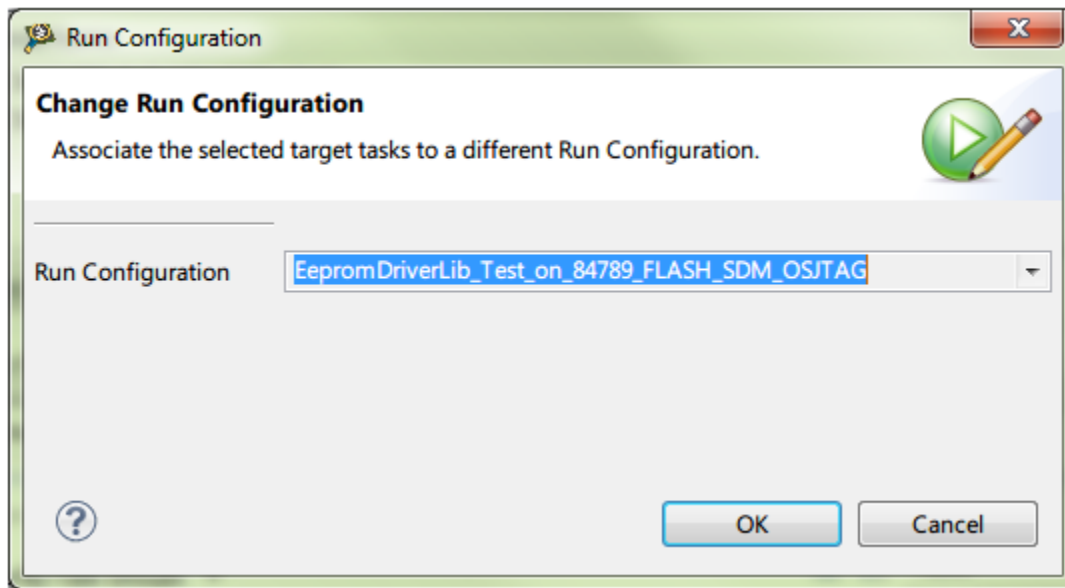 Run Configuration
Change Run Configuration
Associate the selected target tasks to a different Run Configuration.
Run Configuration EepromDriverLib_Test_on_84789_FLASH_SDM_OSJTAG
? OK Cancel